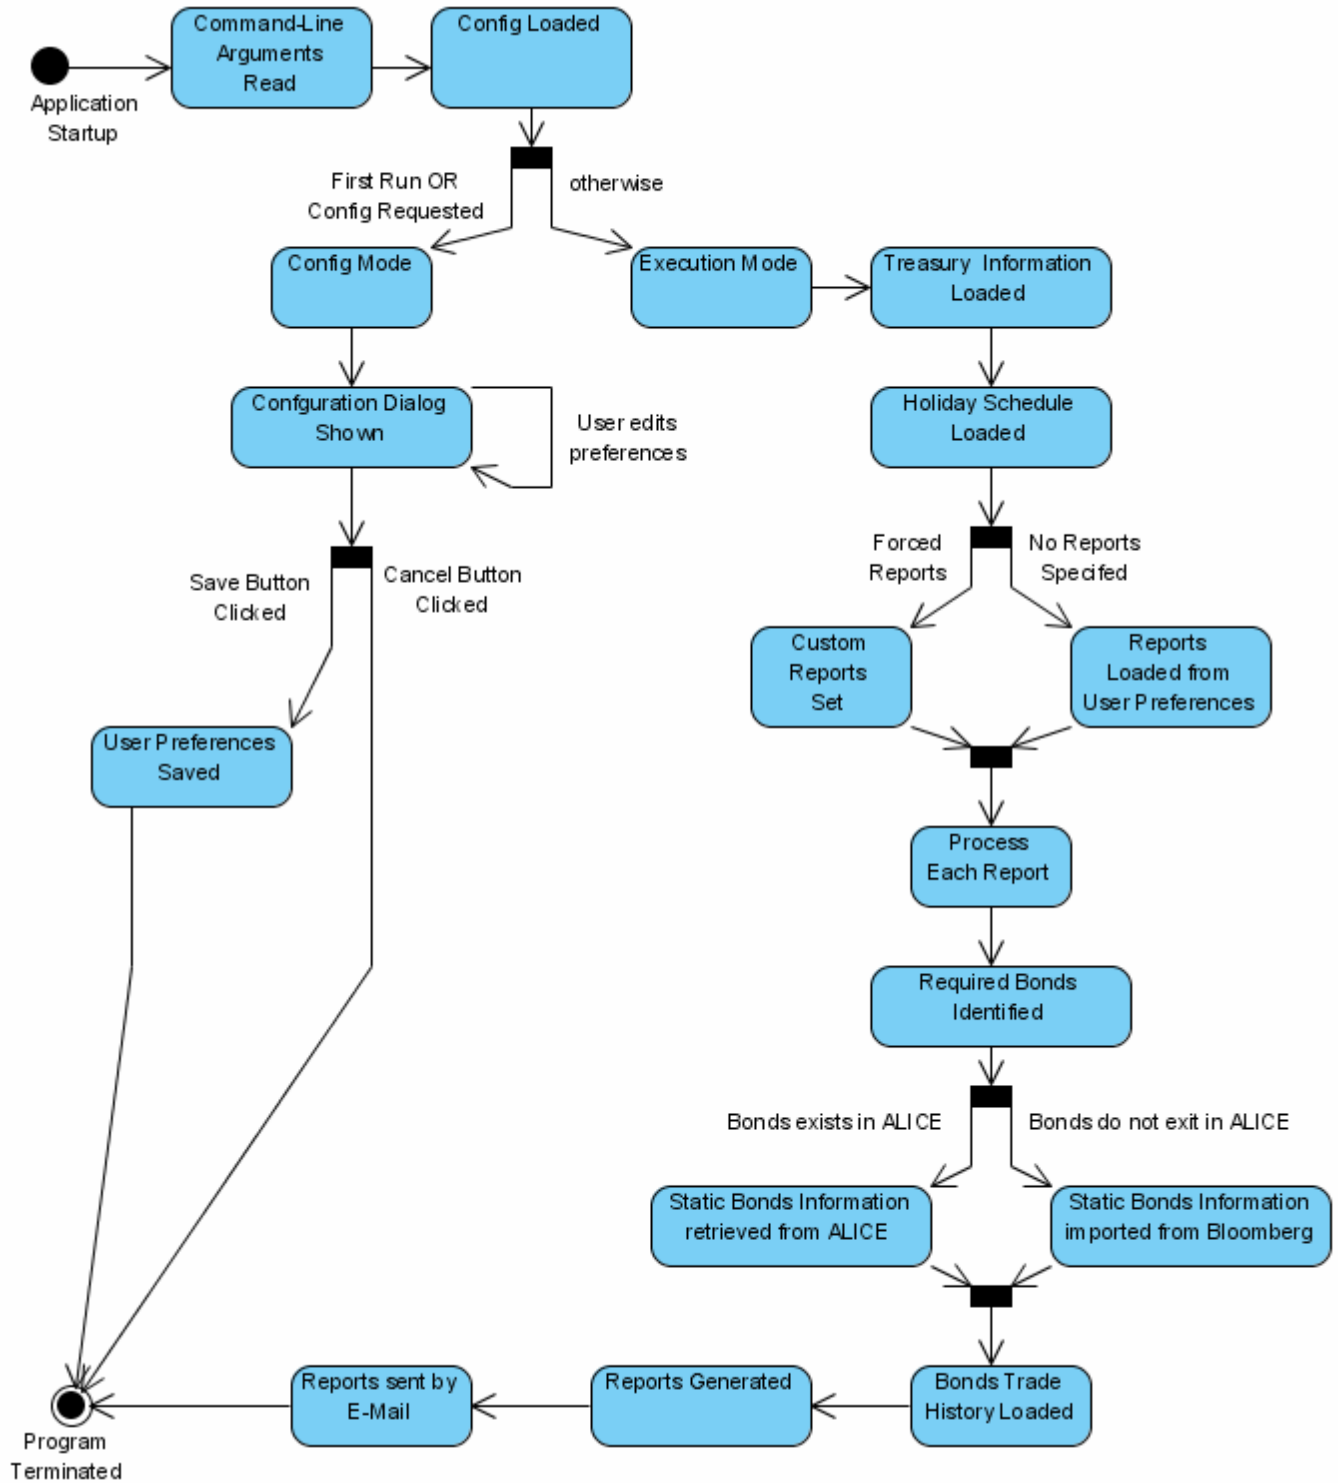 Command-Line
Arguments
Read
Config Loaded
Application
Startup
First Run OR
Config Requested
otherwise
Config Mode
Execution Mode
Treasury Information
Loaded
Confguration Dialog
Shown
User edits
preferences
Holiday Schedule
Loaded
Forced
Reports
No Reports
Specifed
Save Button
Clicked
Cancel Button
Clicked
Custom
Reports
Set
Reports
Loaded from
User Preferences
User Preferences
Saved
Process
Each Report
Required Bonds
Identified
Bonds exists in ALICE
Bonds do not exit in ALICE
Static Bonds Information
retrieved from ALICE
Static Bonds Information
imported from Bloomberg
Reports sent by
E-Mail
Reports Generated
Bonds Trade
History Loaded
Program
Terminated